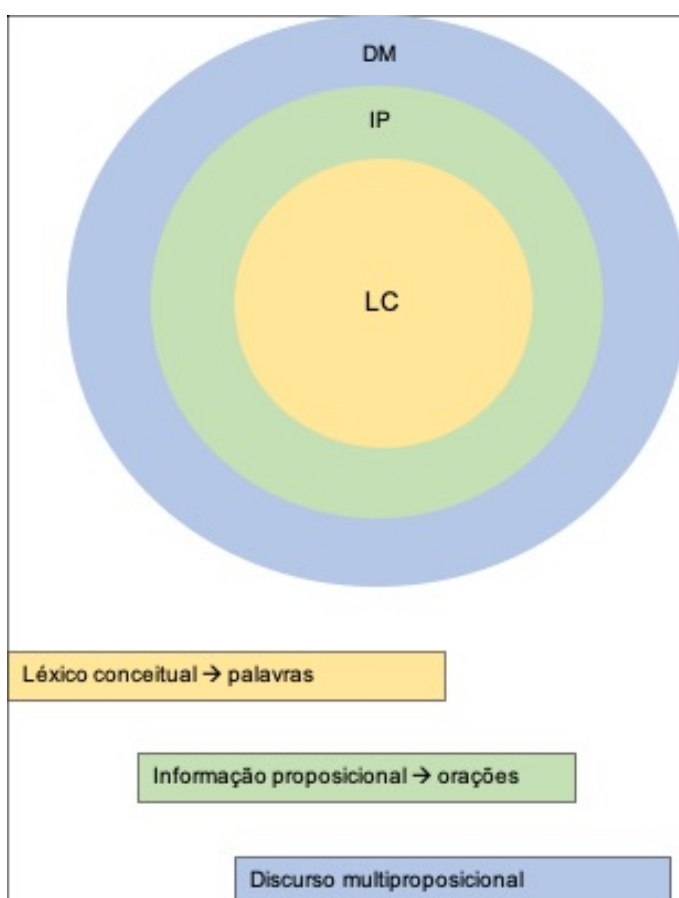 DM
IP
LC
Léxico conceitual → palavras
Informação proposicional → orações
Discurso multiproposicional